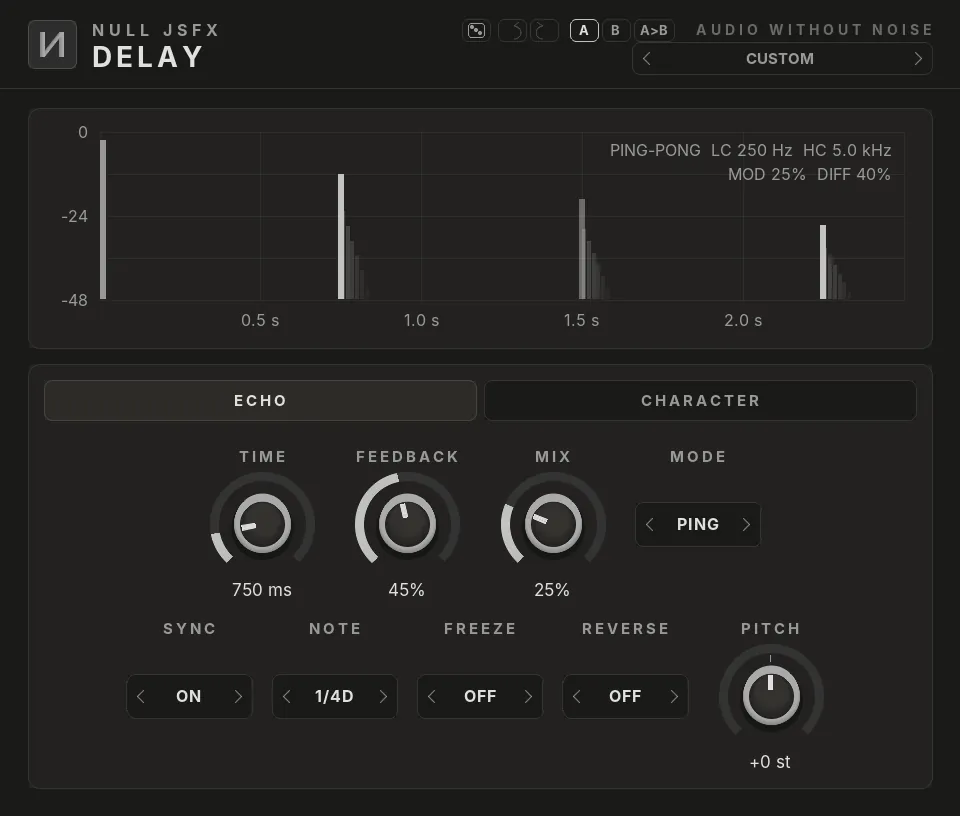 NULL JSFX
DELAY
A B A>B AUDIO WITHOUT NOISE
CUSTOM
0
-24
-48
PING-PONG LC 250 Hz HC 5.0 kHz
MOD 25% DIFF 40%
0.5 s 1.0 s 1.5 s 2.0 s
ECHO CHARACTER
TIME FEEDBACK MIX MODE
PING
750 ms 45% 25%
SYNC NOTE FREEZE REVERSE PITCH
ON 1/4D OFF OFF
+0 st